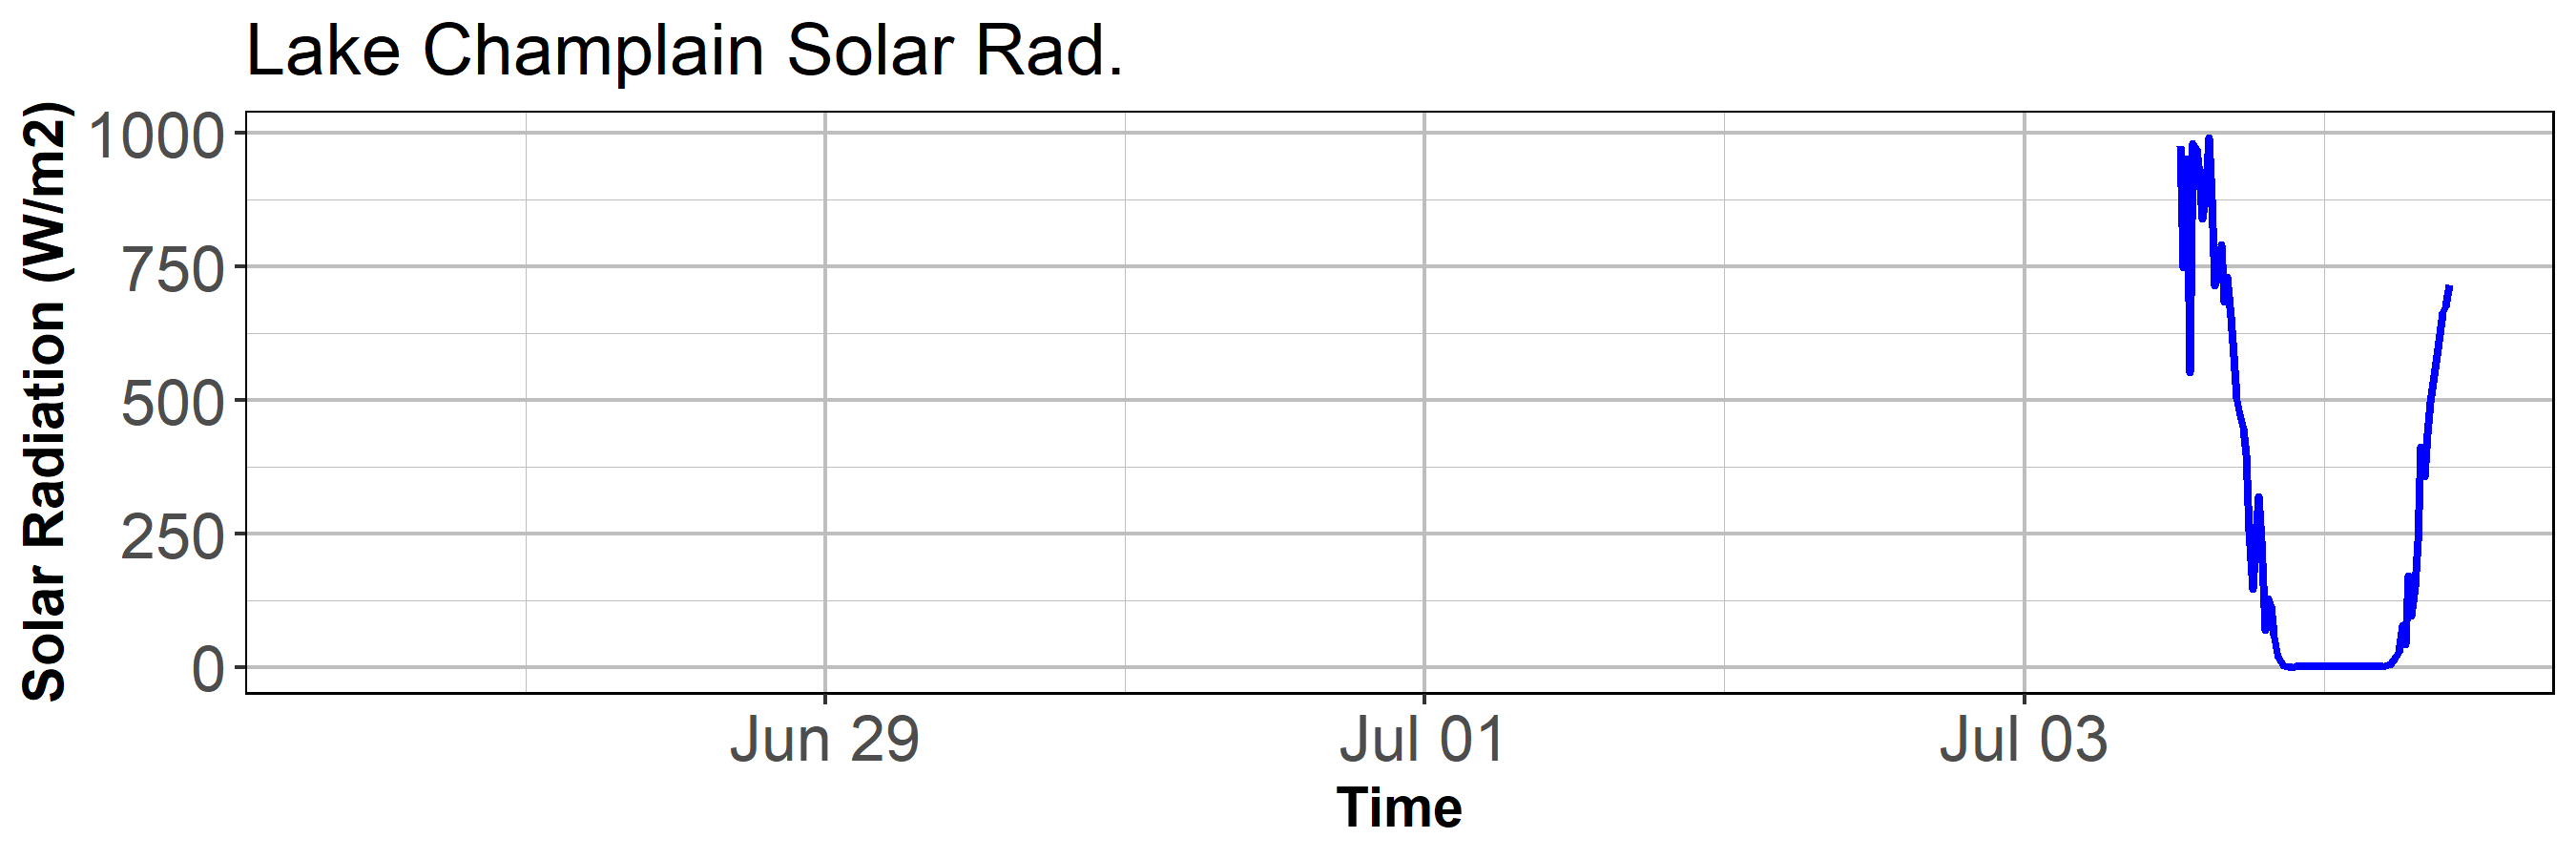 Lake Champlain Solar Rad.
Solar Radiation (W/m2)
1000
750
500
250
0
Jun 29
Jul 01
Jul 03
Time